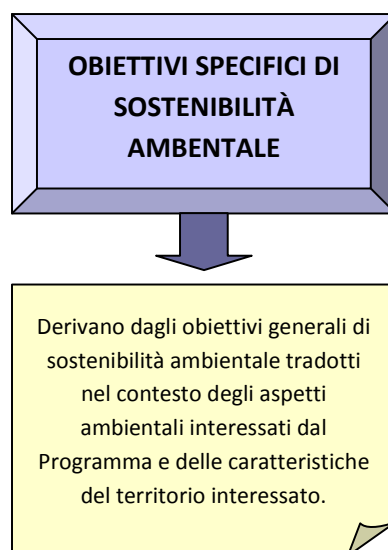 OBIETTIVI SPECIFICI DI
SOSTENIBILITÀ
AMBENTALE
Derivano dagli obiettivi generali di
sostenibilità ambientale tradotti
nel contesto degli aspetti
ambientali interessati dal
Programma e delle caratteristiche
del territorio interessato.